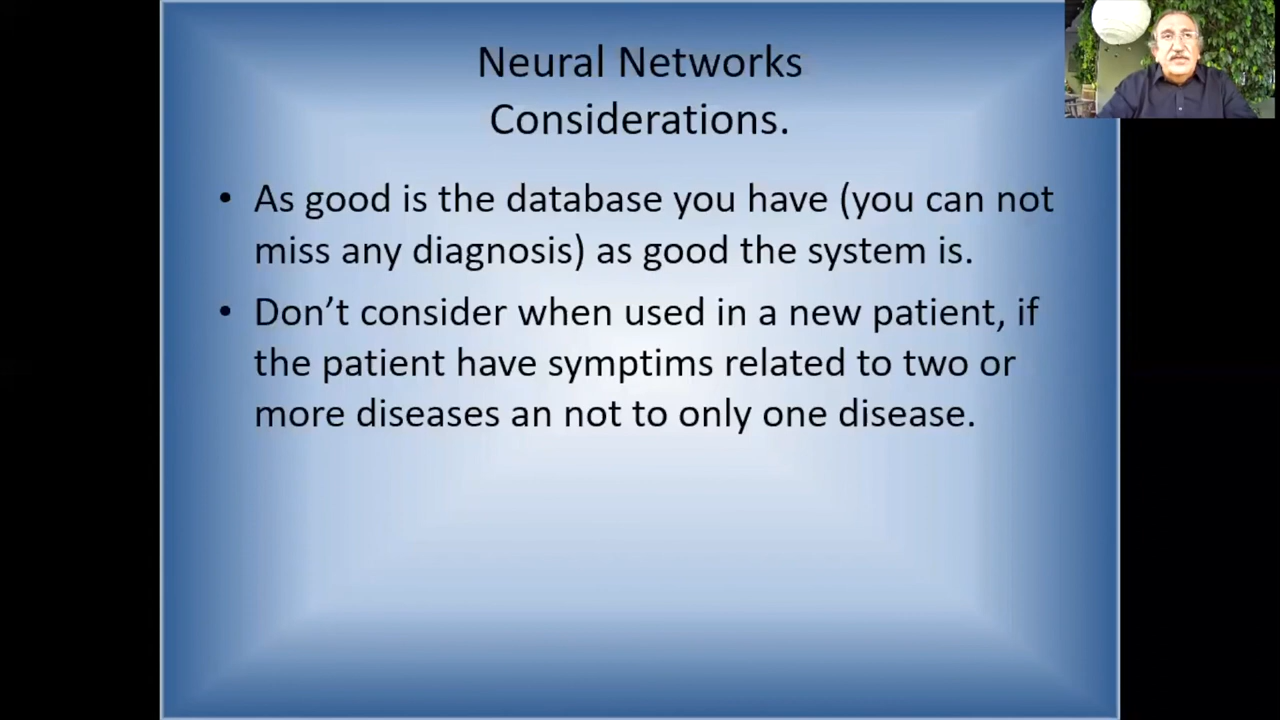 Neural Networks
Considerations.
• As good is the database you have (you can not
miss any diagnosis) as good the system is.
• Don’t consider when used in a new patient, if
the patient have symptims related to two or
more diseases an not to only one disease.